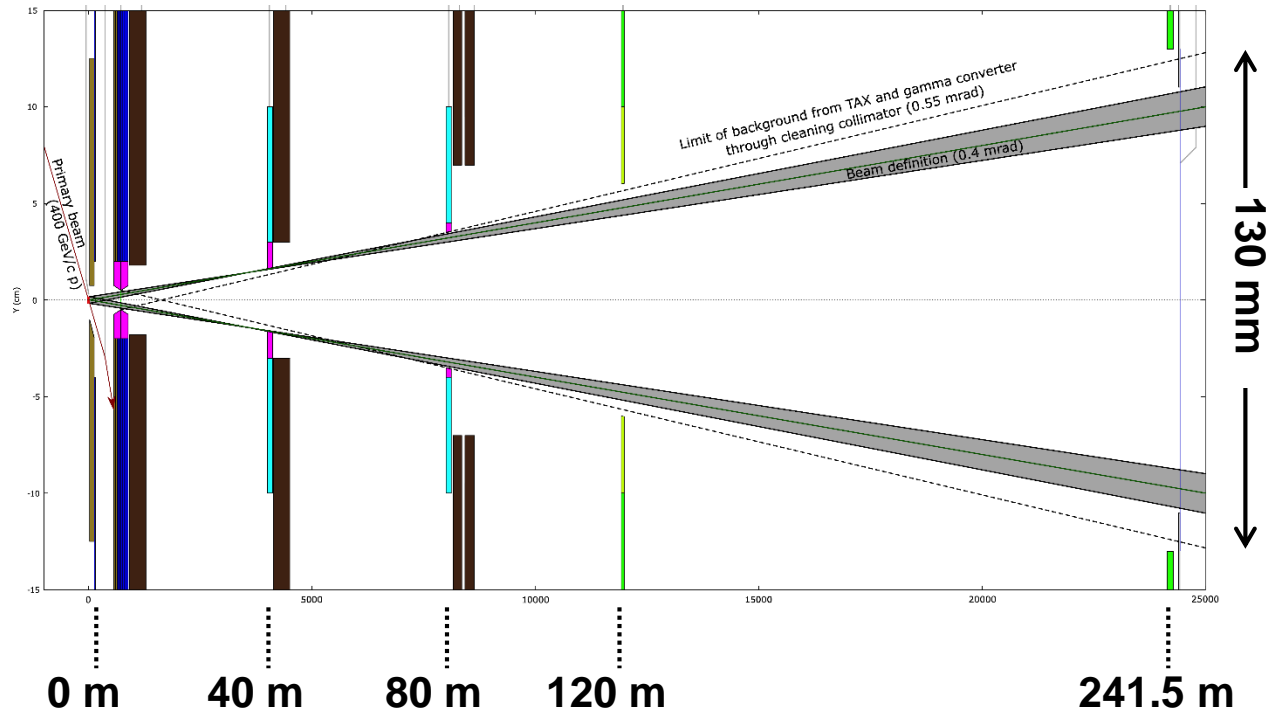 15
10
5
0
-5
-10
-15
Y (cm)
Primary beam
(400 GeV/c p)
Limit of background from TAX and gamma converter
through cleaning collimator (0.55 mrad)
Beam definition (0.4 mrad)
130 mm
0
5000
10000
15000
20000
25000
0 m
40 m
80 m
120 m
241.5 m